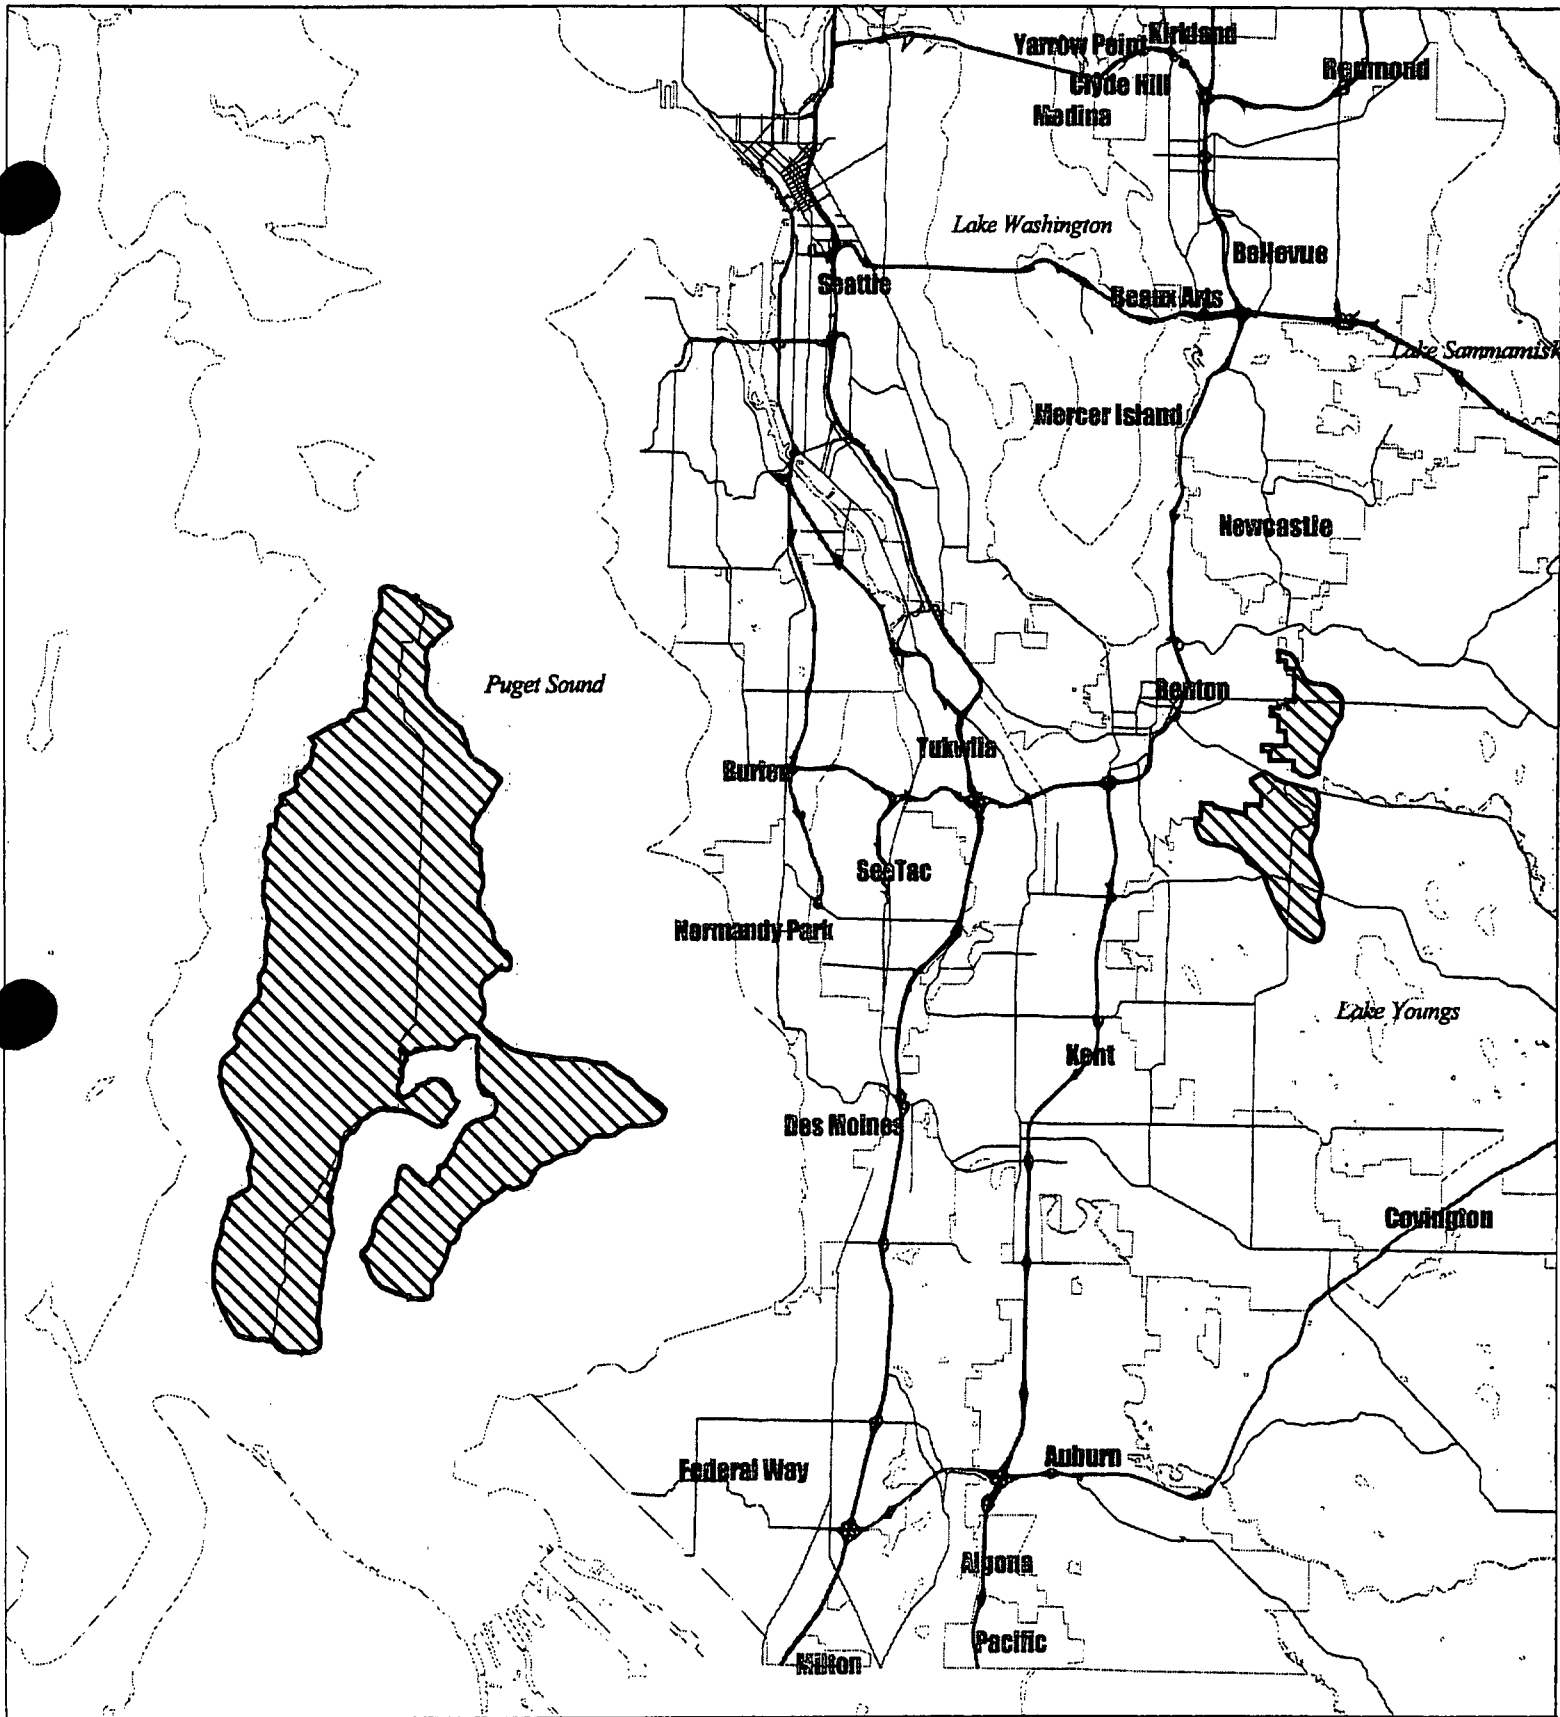 Kirkland
Yarrow Point
Redmond
Clyde Hill
Medina
Lake Washington
Bellevue
Seattle
Beaux Arts
Lake Sammamish
Mercer Island
Newcastle
Puget Sound
Renton
Tukwila
Burien
SeaTac
Normandy Park
Lake Youngs
Kent
Des Moines
Covington
Auburn
Federal Way
Algona
Pacific
Milton